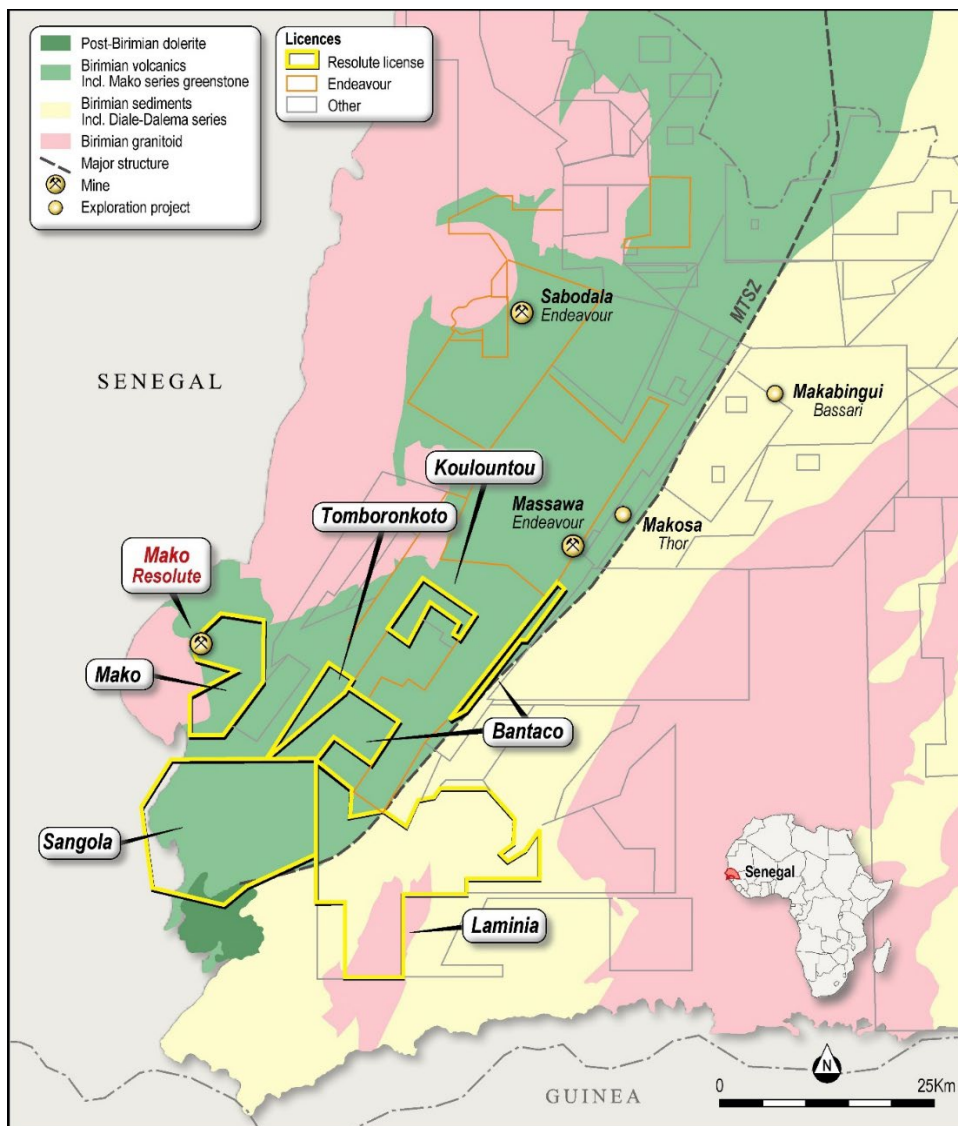 Post-Birimian dolerite
Birimian volcanics
Incl. Mako series greenstone
Birimian sediments
Incl. Diale-Dalema series
Birimian granitoid
Major structure
Mine
Exploration project
Licences
Resolute license
Endeavour
Other
MTSZ
Sabodala
Endeavour
SENEGAL
Makabingui
Bassari
Koulountou
Tomboronkoto
Massawa
Endeavour
Makosa
Thor
Mako
Resolute
Mako
Bantaco
Sangola
Senegal
Laminia
N
GUINEA
0
25Km